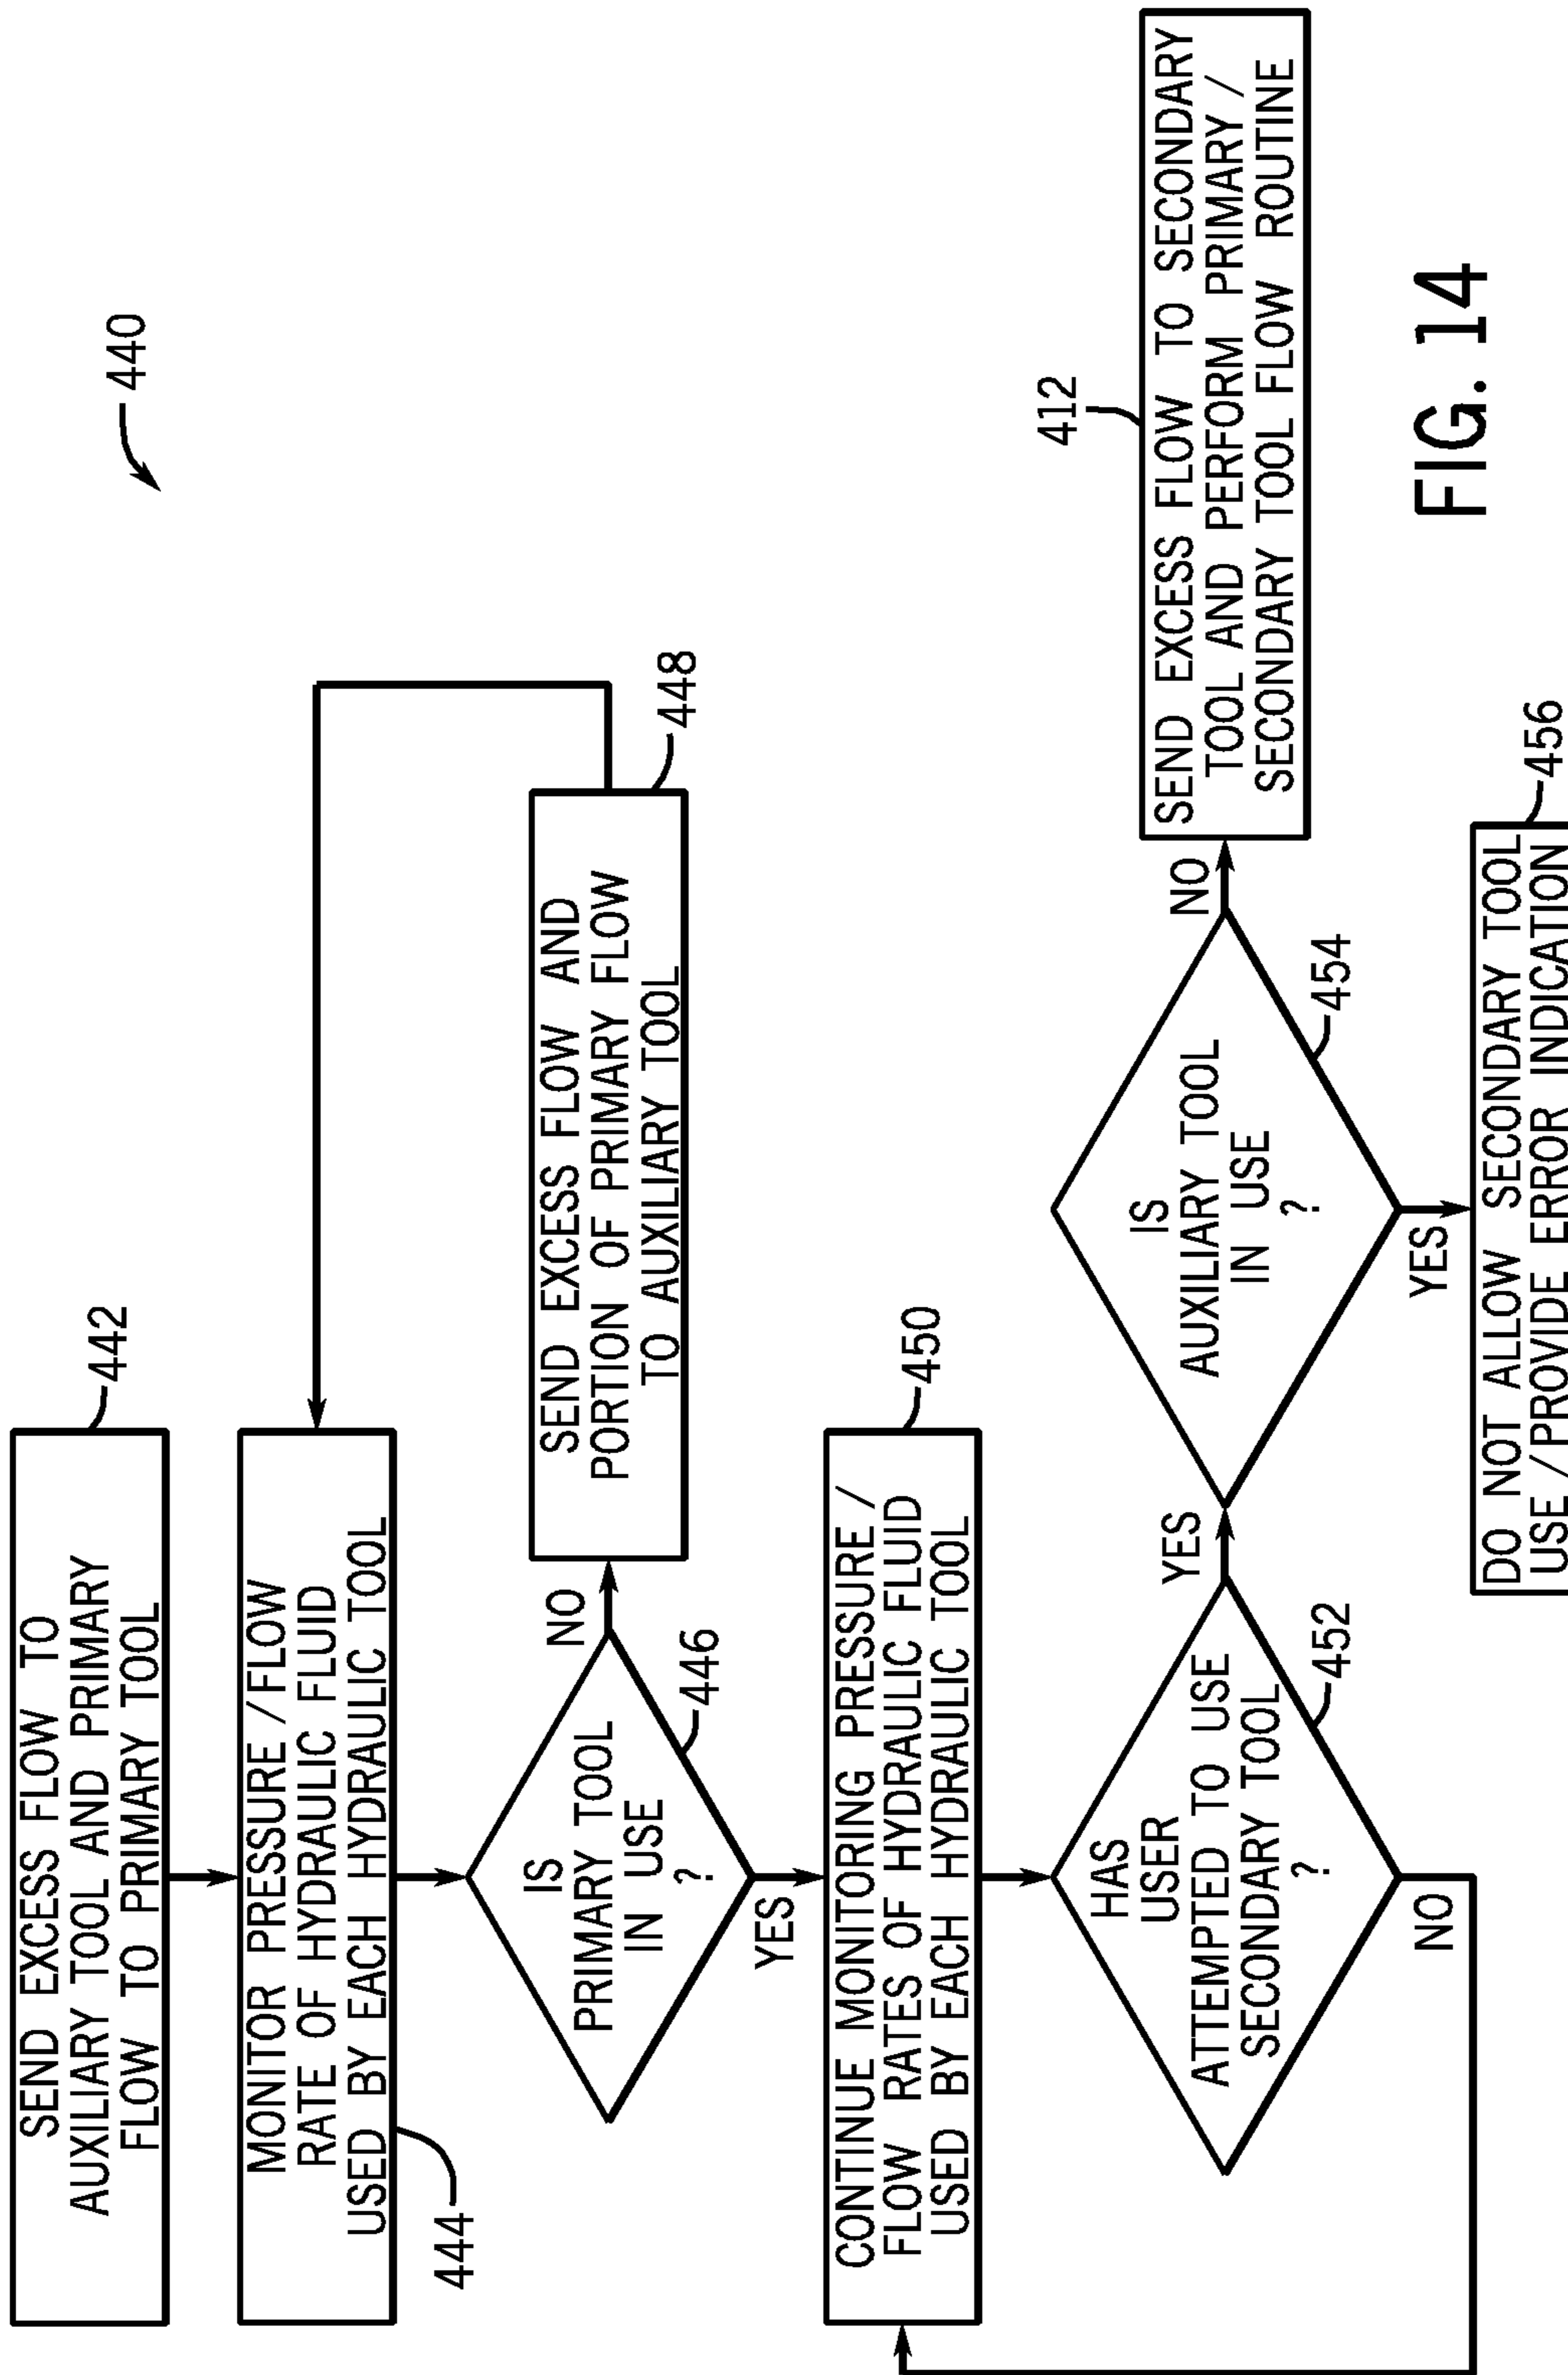 440
SEND EXCESS FLOW TO
AUXILIARY TOOL AND PRIMARY
FLOW TO PRIMARY TOOL
442
MONITOR PRESSURE/FLOW
RATE OF HYDRAULIC FLUID
USED BY EACH HYDRAULIC TOOL
444
IS
PRIMARY TOOL
IN USE
?
446
NO
SEND EXCESS FLOW AND
PORTION OF PRIMARY FLOW
TO AUXILIARY TOOL
448
YES
CONTINUE MONITORING PRESSURE/
FLOW RATES OF HYDRAULIC FLUID
USED BY EACH HYDRAULIC TOOL
450
HAS
USER
ATTEMPTED TO USE
SECONDARY TOOL
?
452
NO
YES
IS
AUXILIARY TOOL
IN USE
?
454
NO
SEND EXCESS FLOW TO SECONDARY
TOOL AND PERFORM PRIMARY/
SECONDARY TOOL FLOW ROUTINE
412
YES
DO NOT ALLOW SECONDARY TOOL
USE/PROVIDE ERROR INDICATION
456
FIG. 14